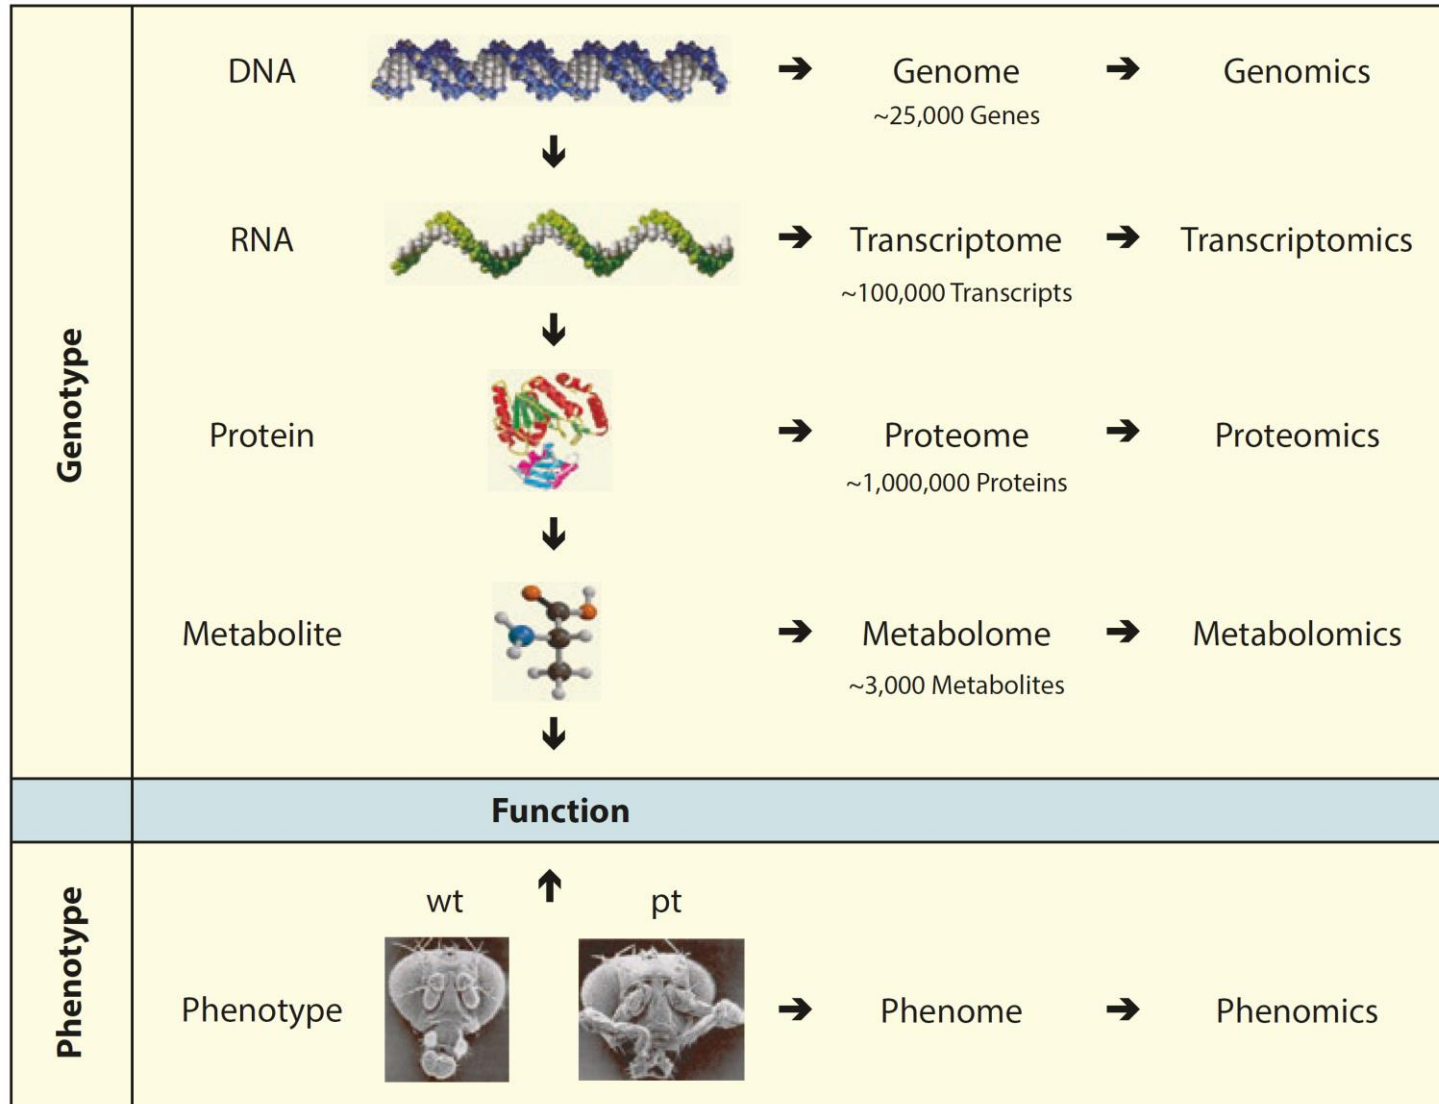 Genotype
DNA
Genome
Genomics
~25,000 Genes
RNA
Transcriptome
Transcriptomics
~100,000 Transcripts
Protein
Proteome
Proteomics
~1,000,000 Proteins
Metabolite
Metabolome
Metabolomics
~3,000 Metabolites
Function
Phenotype
wt
pt
Phenotype
Phenome
Phenomics